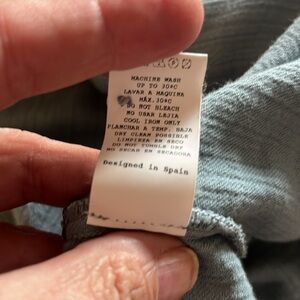 MACHINE WASH
UP TO 30ºC
LAVAR A MAQUINA
MÁX.30ºC
DO NOT BLEACH
NO USAR LEJIA
COOL IRON ONLY
PLANCHAR A TEMP. BAJA
DRY CLEAN POSSIBLE
LIMPIEZA EN SECO
DO NOT TUMBLE DRY
NO SECAR EN SECADORA
Designed in Spain